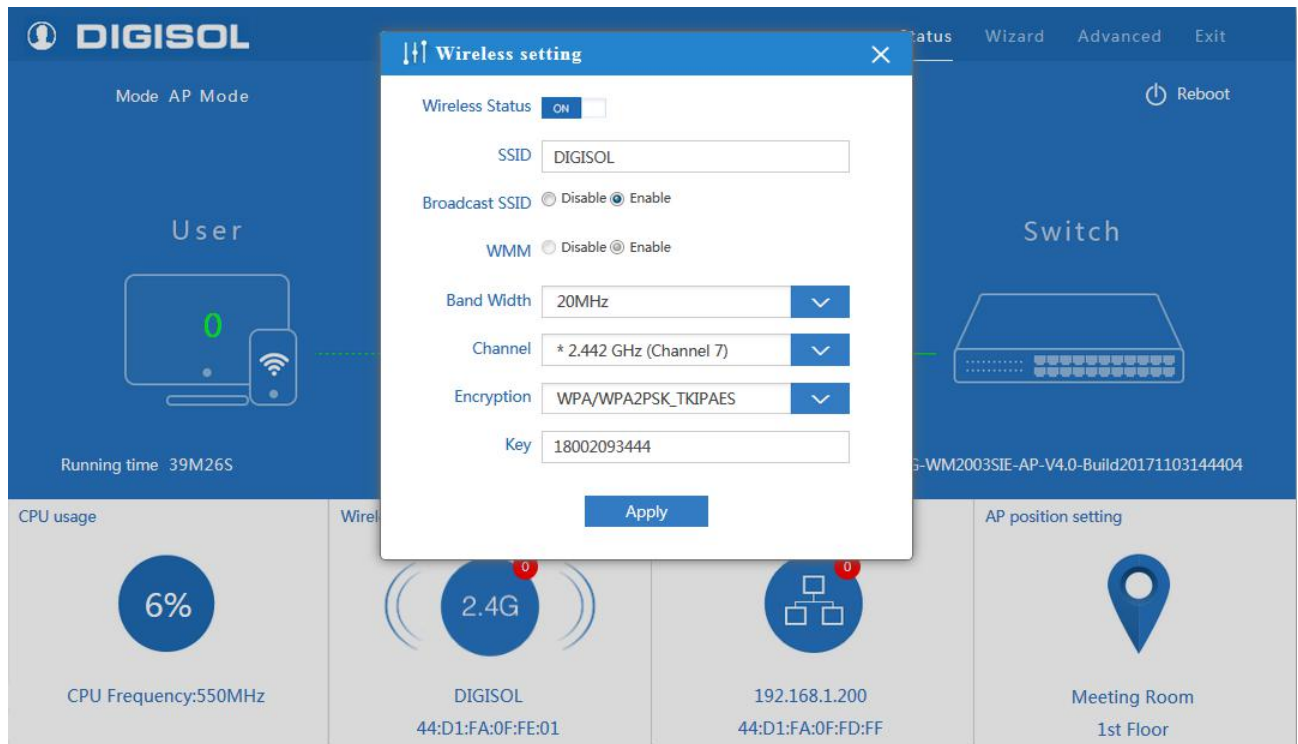 DIGISOL
Wizard Advanced Exit
Wireless setting
Mode AP Mode
Reboot
Wireless Status ON
SSID DIGISOL
Broadcast SSID Disable Enable
WMM Disable Enable
User
Switch
Band Width 20MHz
0
Channel * 2.442 GHz (Channel 7)
Encryption WPA/WPA2PSK_TKIPAES
Key 18002093444
Running time 39M26S
-WM2003SIE-AP-V4.0-Build20171103144404
Apply
CPU usage
AP position setting
6%
0
2.4G
0
CPU Frequency:550MHz
DIGISOL
192.168.1.200
Meeting Room
44:D1:FA:0F:FE:01
44:D1:FA:0F:FD:FF
1st Floor